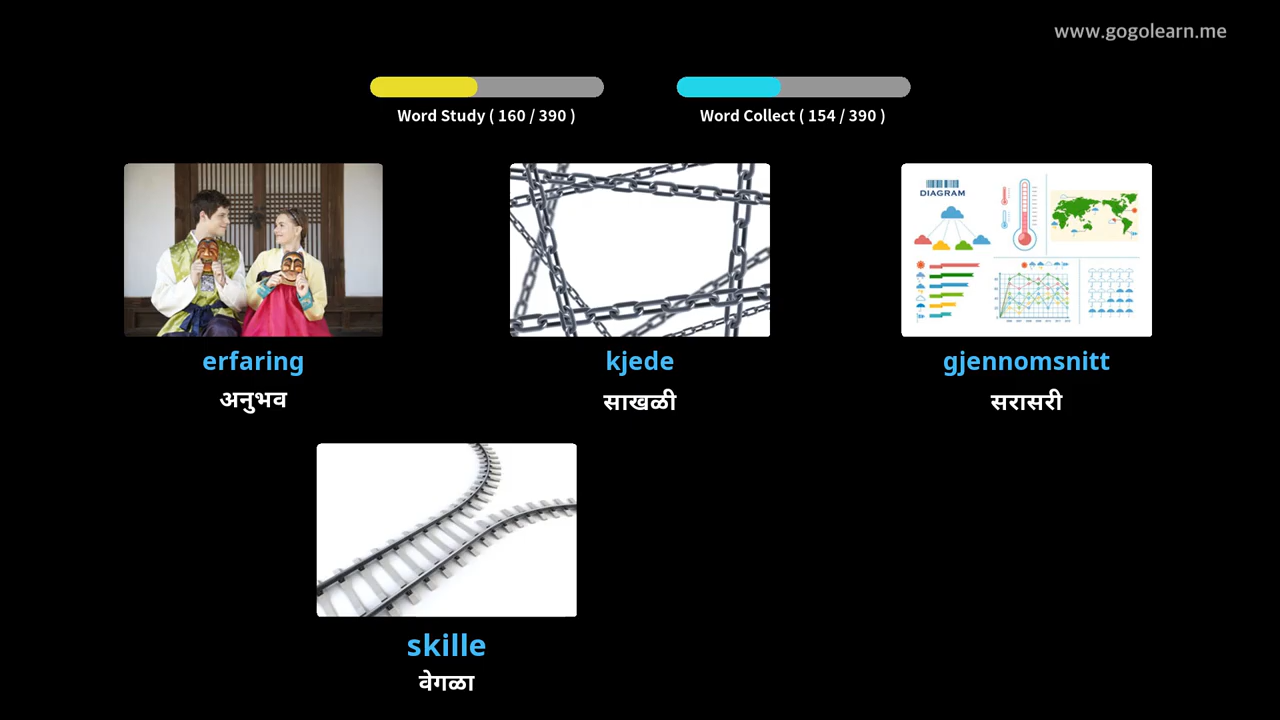 www.gogolearn.me
Word Study ( 160 / 390 )
Word Collect ( 154 / 390 )
DIAGRAM
erfaring
अनुभव
kjede
साखळी
gjennomsnitt
सरासरी
skille
वेगळा